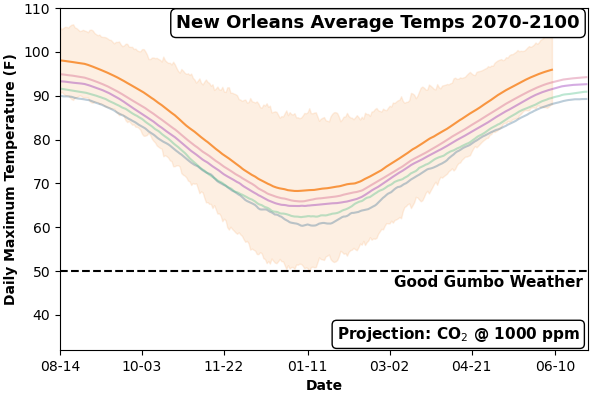 New Orleans Average Temps 2070-2100
Daily Maximum Temperature (F)
110
100
90
80
70
60
50
40
Good Gumbo Weather
Projection: CO₂ @ 1000 ppm
08-14 10-03 11-22 01-11 03-02 04-21 06-10
Date